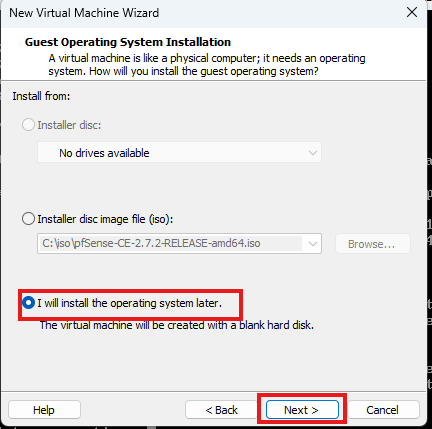 New Virtual Machine Wizard
Guest Operating System Installation
A virtual machine is like a physical computer; it needs an operating
system. How will you install the guest operating system?
Install from:
Installer disc:
No drives available
Installer disc image file (iso):
C:\iso\pfSense-CE-2.7.2-RELEASE-amd64.iso
Browse...
I will install the operating system later.
The virtual machine will be created with a blank hard disk.
Help
< Back
Next >
Cancel